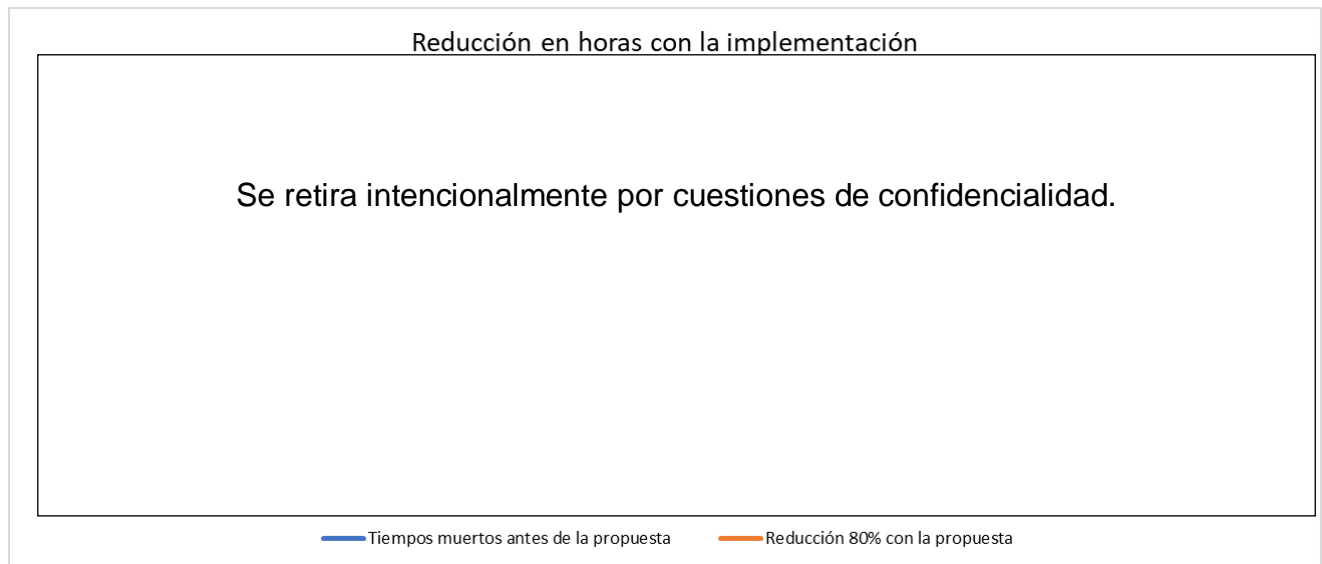 Reducción en horas con la implementación
Se retira intencionalmente por cuestiones de confidencialidad.
Tiempos muertos antes de la propuesta
Reducción 80% con la propuesta